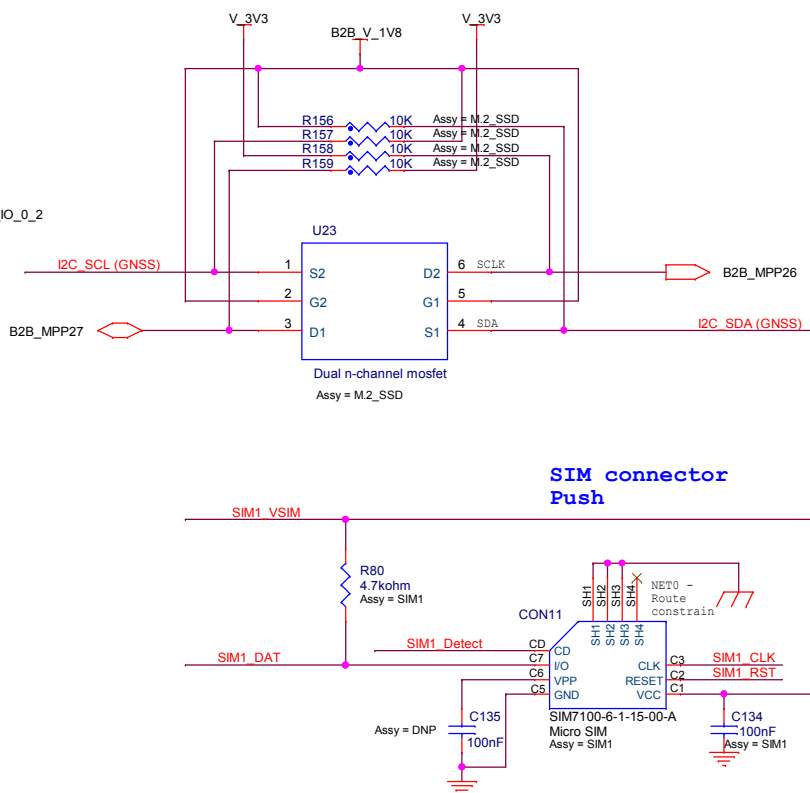 V_3V3
V_3V3
B2B_V_1V8
R156 10K Assy = M.2_SSD
R157 10K Assy = M.2_SSD
R158 10K Assy = M.2_SSD
R159 10K Assy = M.2_SSD
IO_0_2
U23
I2C_SCL (GNSS) 1 S2 D2 6 SCLK B2B_MPP26
2 G2 G1 5
B2B_MPP27 3 D1 S1 4 SDA I2C_SDA (GNSS)
Dual n-channel mosfet
Assy = M.2_SSD
SIM connector
Push
SIM1_VSIM
R80
4.7kohm
Assy = SIM1
SH1 SH2 SH3 SH4
NET0 -
Route
constrain
CON11
SH1 SH2 SH3 SH4
SIM1_Detect CD CD
SIM1_DAT C7 I/O CLK C3 SIM1_CLK
C6 VPP RESET C2 SIM1_RST
C5 GND VCC C1
SIM7100-6-1-15-00-A
Micro SIM
Assy = SIM1
Assy = DNP C135
100nF
C134
100nF
Assy = SIM1